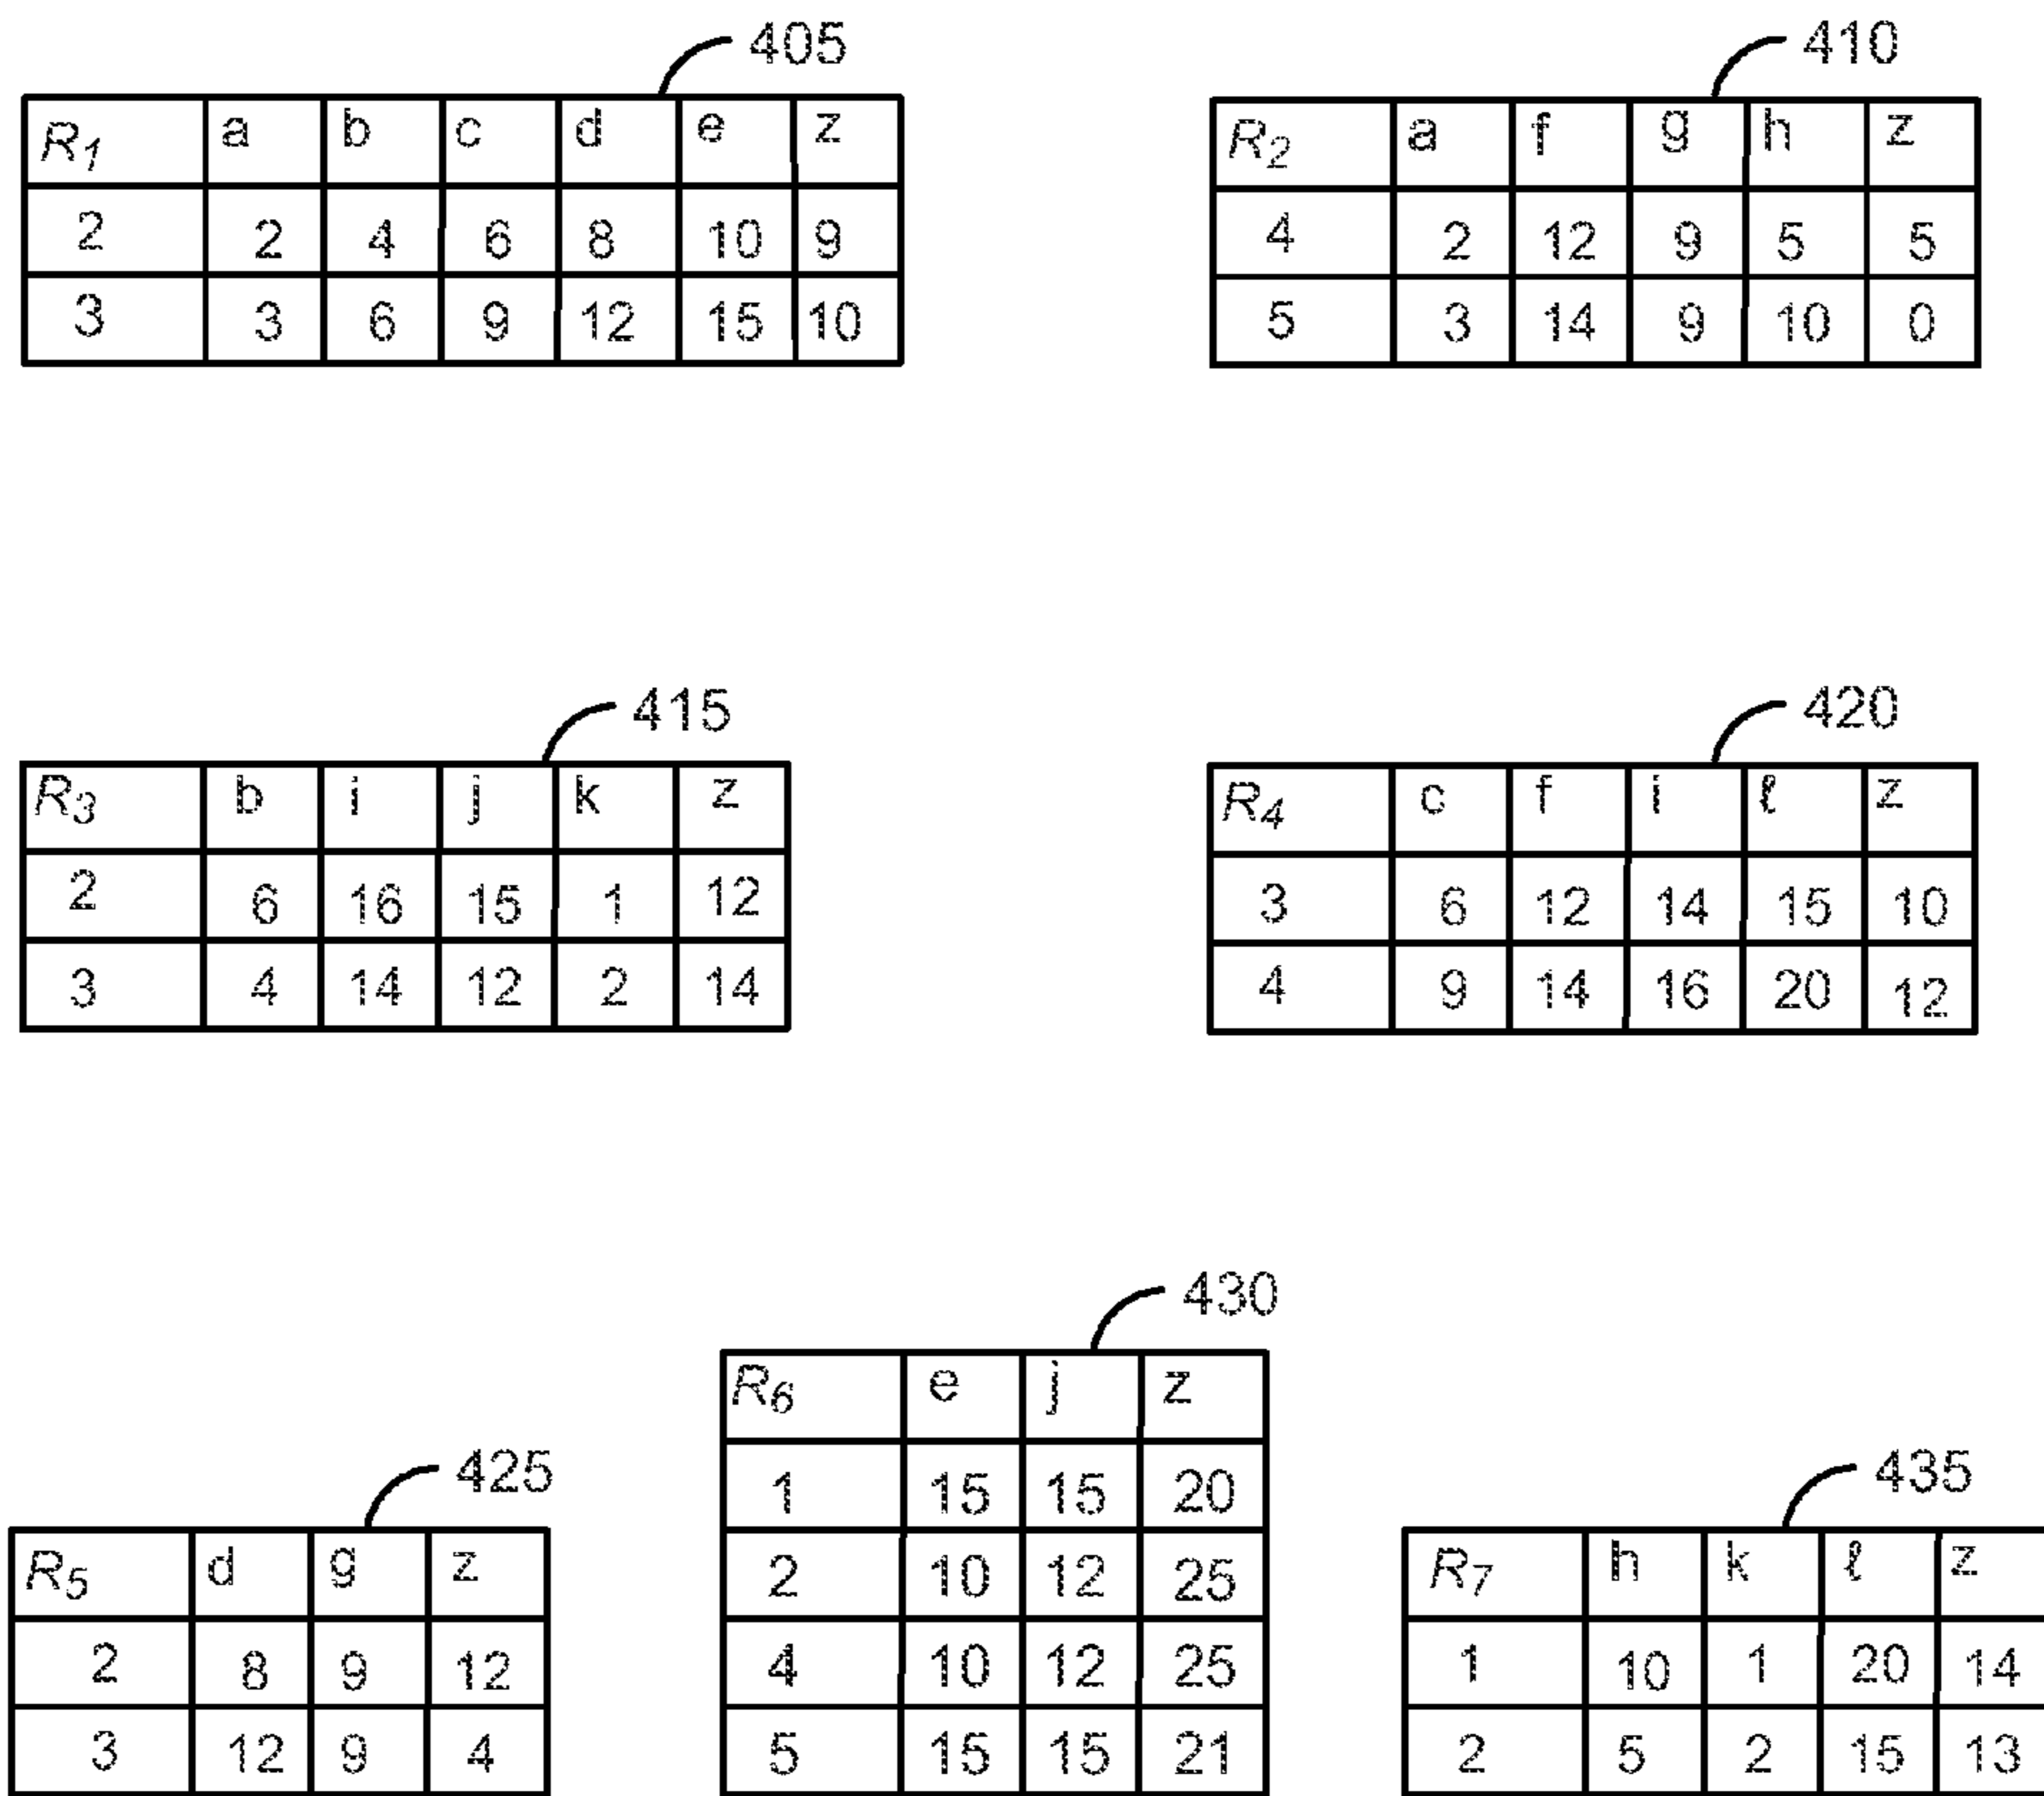 405
R1 a b c d e z
2 2 4 6 8 10 9
3 3 6 9 12 15 10
410
R2 a f g h z
4 2 12 9 5 5
5 3 14 9 10 0
415
R3 b i j k z
2 6 16 15 1 12
3 4 14 12 2 14
420
R4 c f i ℓ z
3 6 12 14 15 10
4 9 14 16 20 12
425
R5 d g z
2 8 9 12
3 12 9 4
430
R6 e j z
1 15 15 20
2 10 12 25
4 10 12 25
5 15 15 21
435
R7 h k ℓ z
1 10 1 20 14
2 5 2 15 13